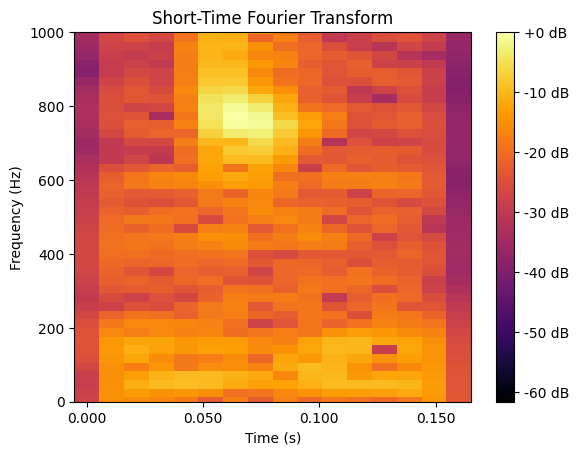 Short-Time Fourier Transform
Frequency (Hz)
1000
800
600
400
200
0
0.000
0.050
0.100
0.150
Time (s)
+0 dB
-10 dB
-20 dB
-30 dB
-40 dB
-50 dB
-60 dB